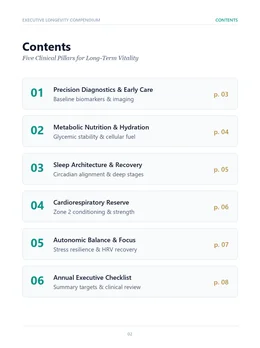 EXECUTIVE LONGEVITY COMPENDIUM
CONTENTS
Contents
Five Clinical Pillars for Long-Term Vitality
01 Precision Diagnostics & Early Care p. 03
Baseline biomarkers & imaging
02 Metabolic Nutrition & Hydration p. 04
Glycemic stability & cellular fuel
03 Sleep Architecture & Recovery p. 05
Circadian alignment & deep stages
04 Cardiorespiratory Reserve p. 06
Zone 2 conditioning & strength
05 Autonomic Balance & Focus p. 07
Stress resilience & HRV recovery
06 Annual Executive Checklist p. 08
Summary targets & clinical review